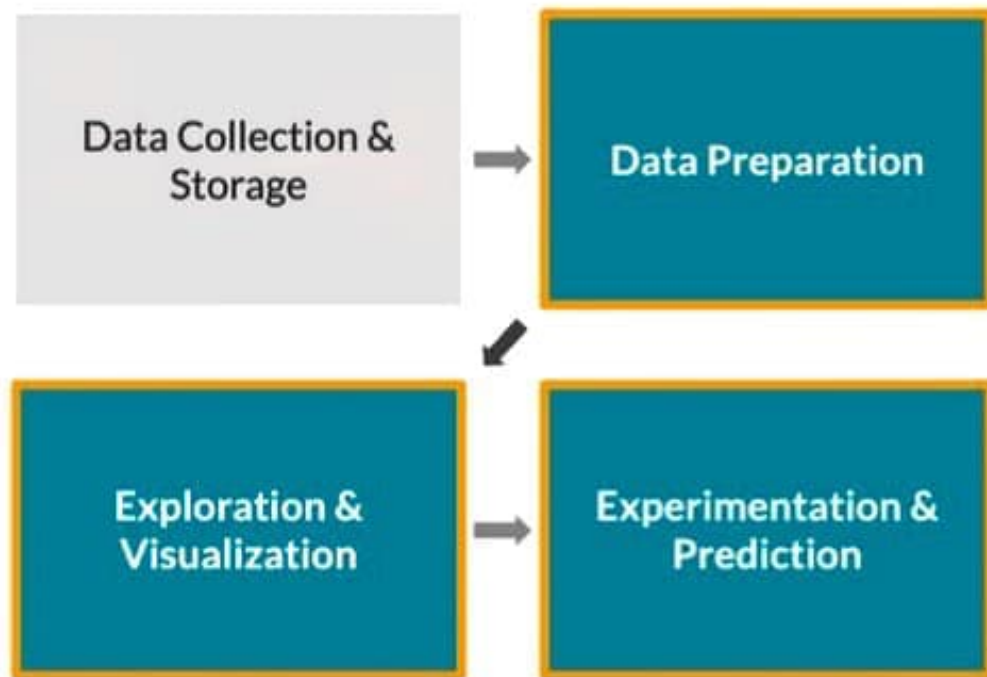 Data Collection &
Storage
Data Preparation
Exploration &
Visualization
Experimentation &
Prediction